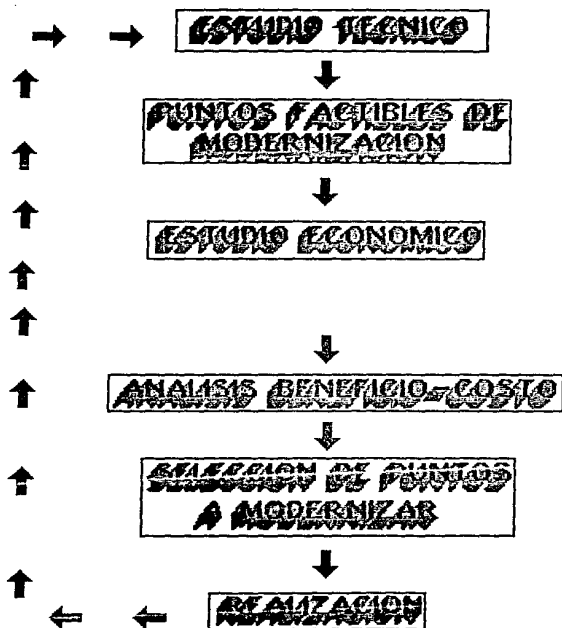 ESTUDIO TECNICO
PUNTOS FACTIBLES DE
MODERNIZACION
ESTUDIO ECONOMICO
ANALISIS BENEFICIO-COSTO
SELECCION DE PUNTOS
A MODERNIZAR
REALIZACION